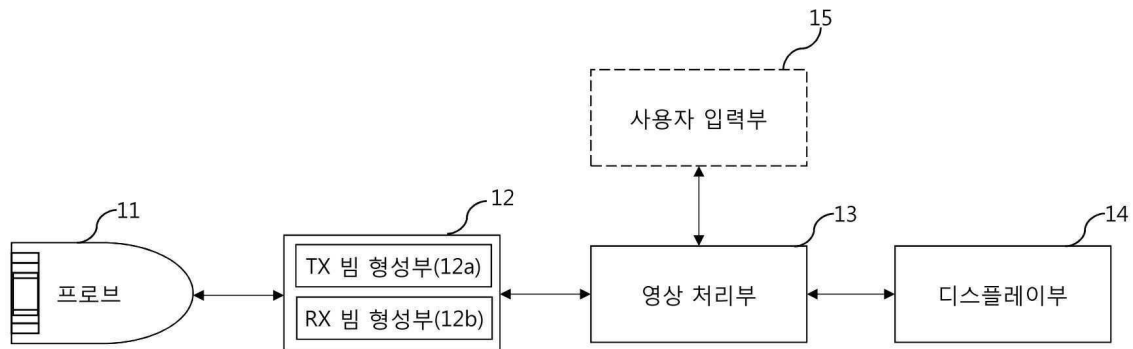 15
사용자 입력부
11
프로브
12
TX 빔 형성부(12a)
RX 빔 형성부(12b)
13
영상 처리부
14
디스플레이부